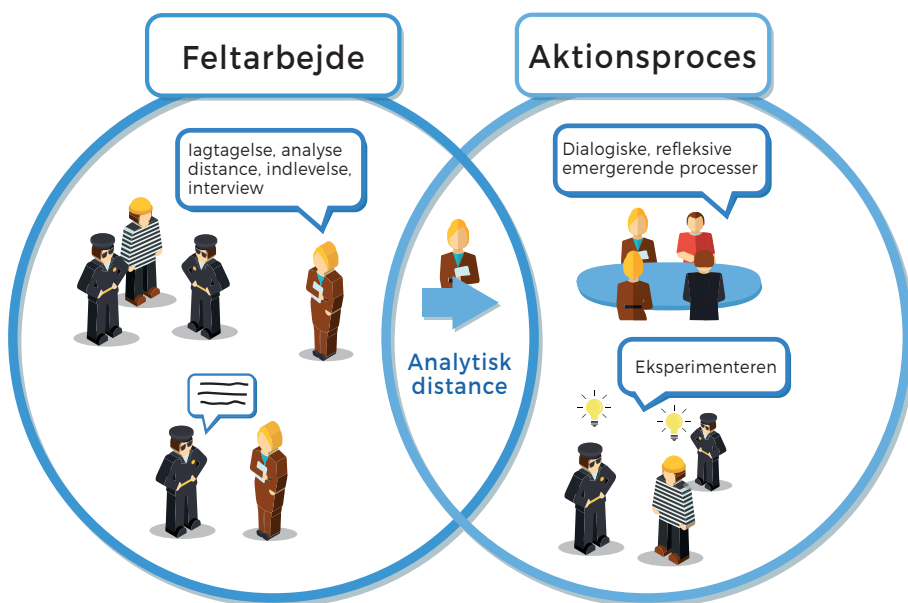 Feltarbejde
Aktionsproces
Iagtagelse, analyse
distance, indlevelse,
interview
Dialogiske, refleksive
emergerende processer
Analytisk
distance
Eksperimenteren